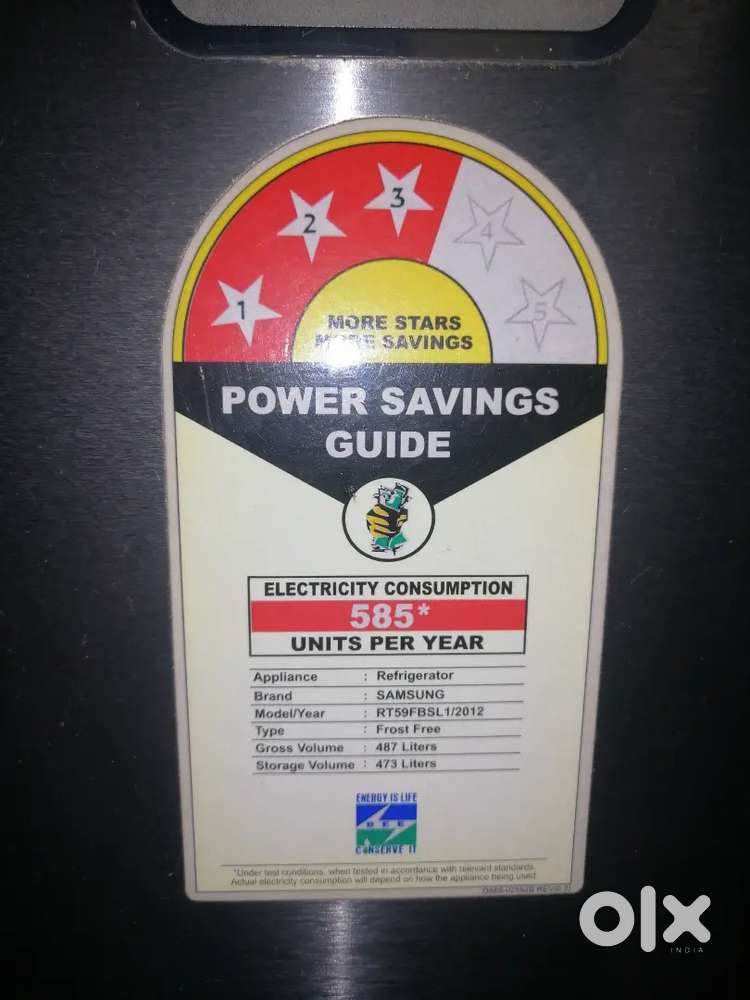 1
2
3
4
5
MORE STARS
MORE SAVINGS
POWER SAVINGS
GUIDE
ELECTRICITY CONSUMPTION
585*
UNITS PER YEAR
Appliance : Refrigerator
Brand : SAMSUNG
Model/Year : RT59FBSL1/2012
Type : Frost Free
Gross Volume : 487 Liters
Storage Volume : 473 Liters
ENERGY IS LIFE
BEE
CONSERVE IT
*Under test conditions, when tested in accordance with relevant standards.
Actual electricity consumption will depend on how the appliance being used
olx
INDIA